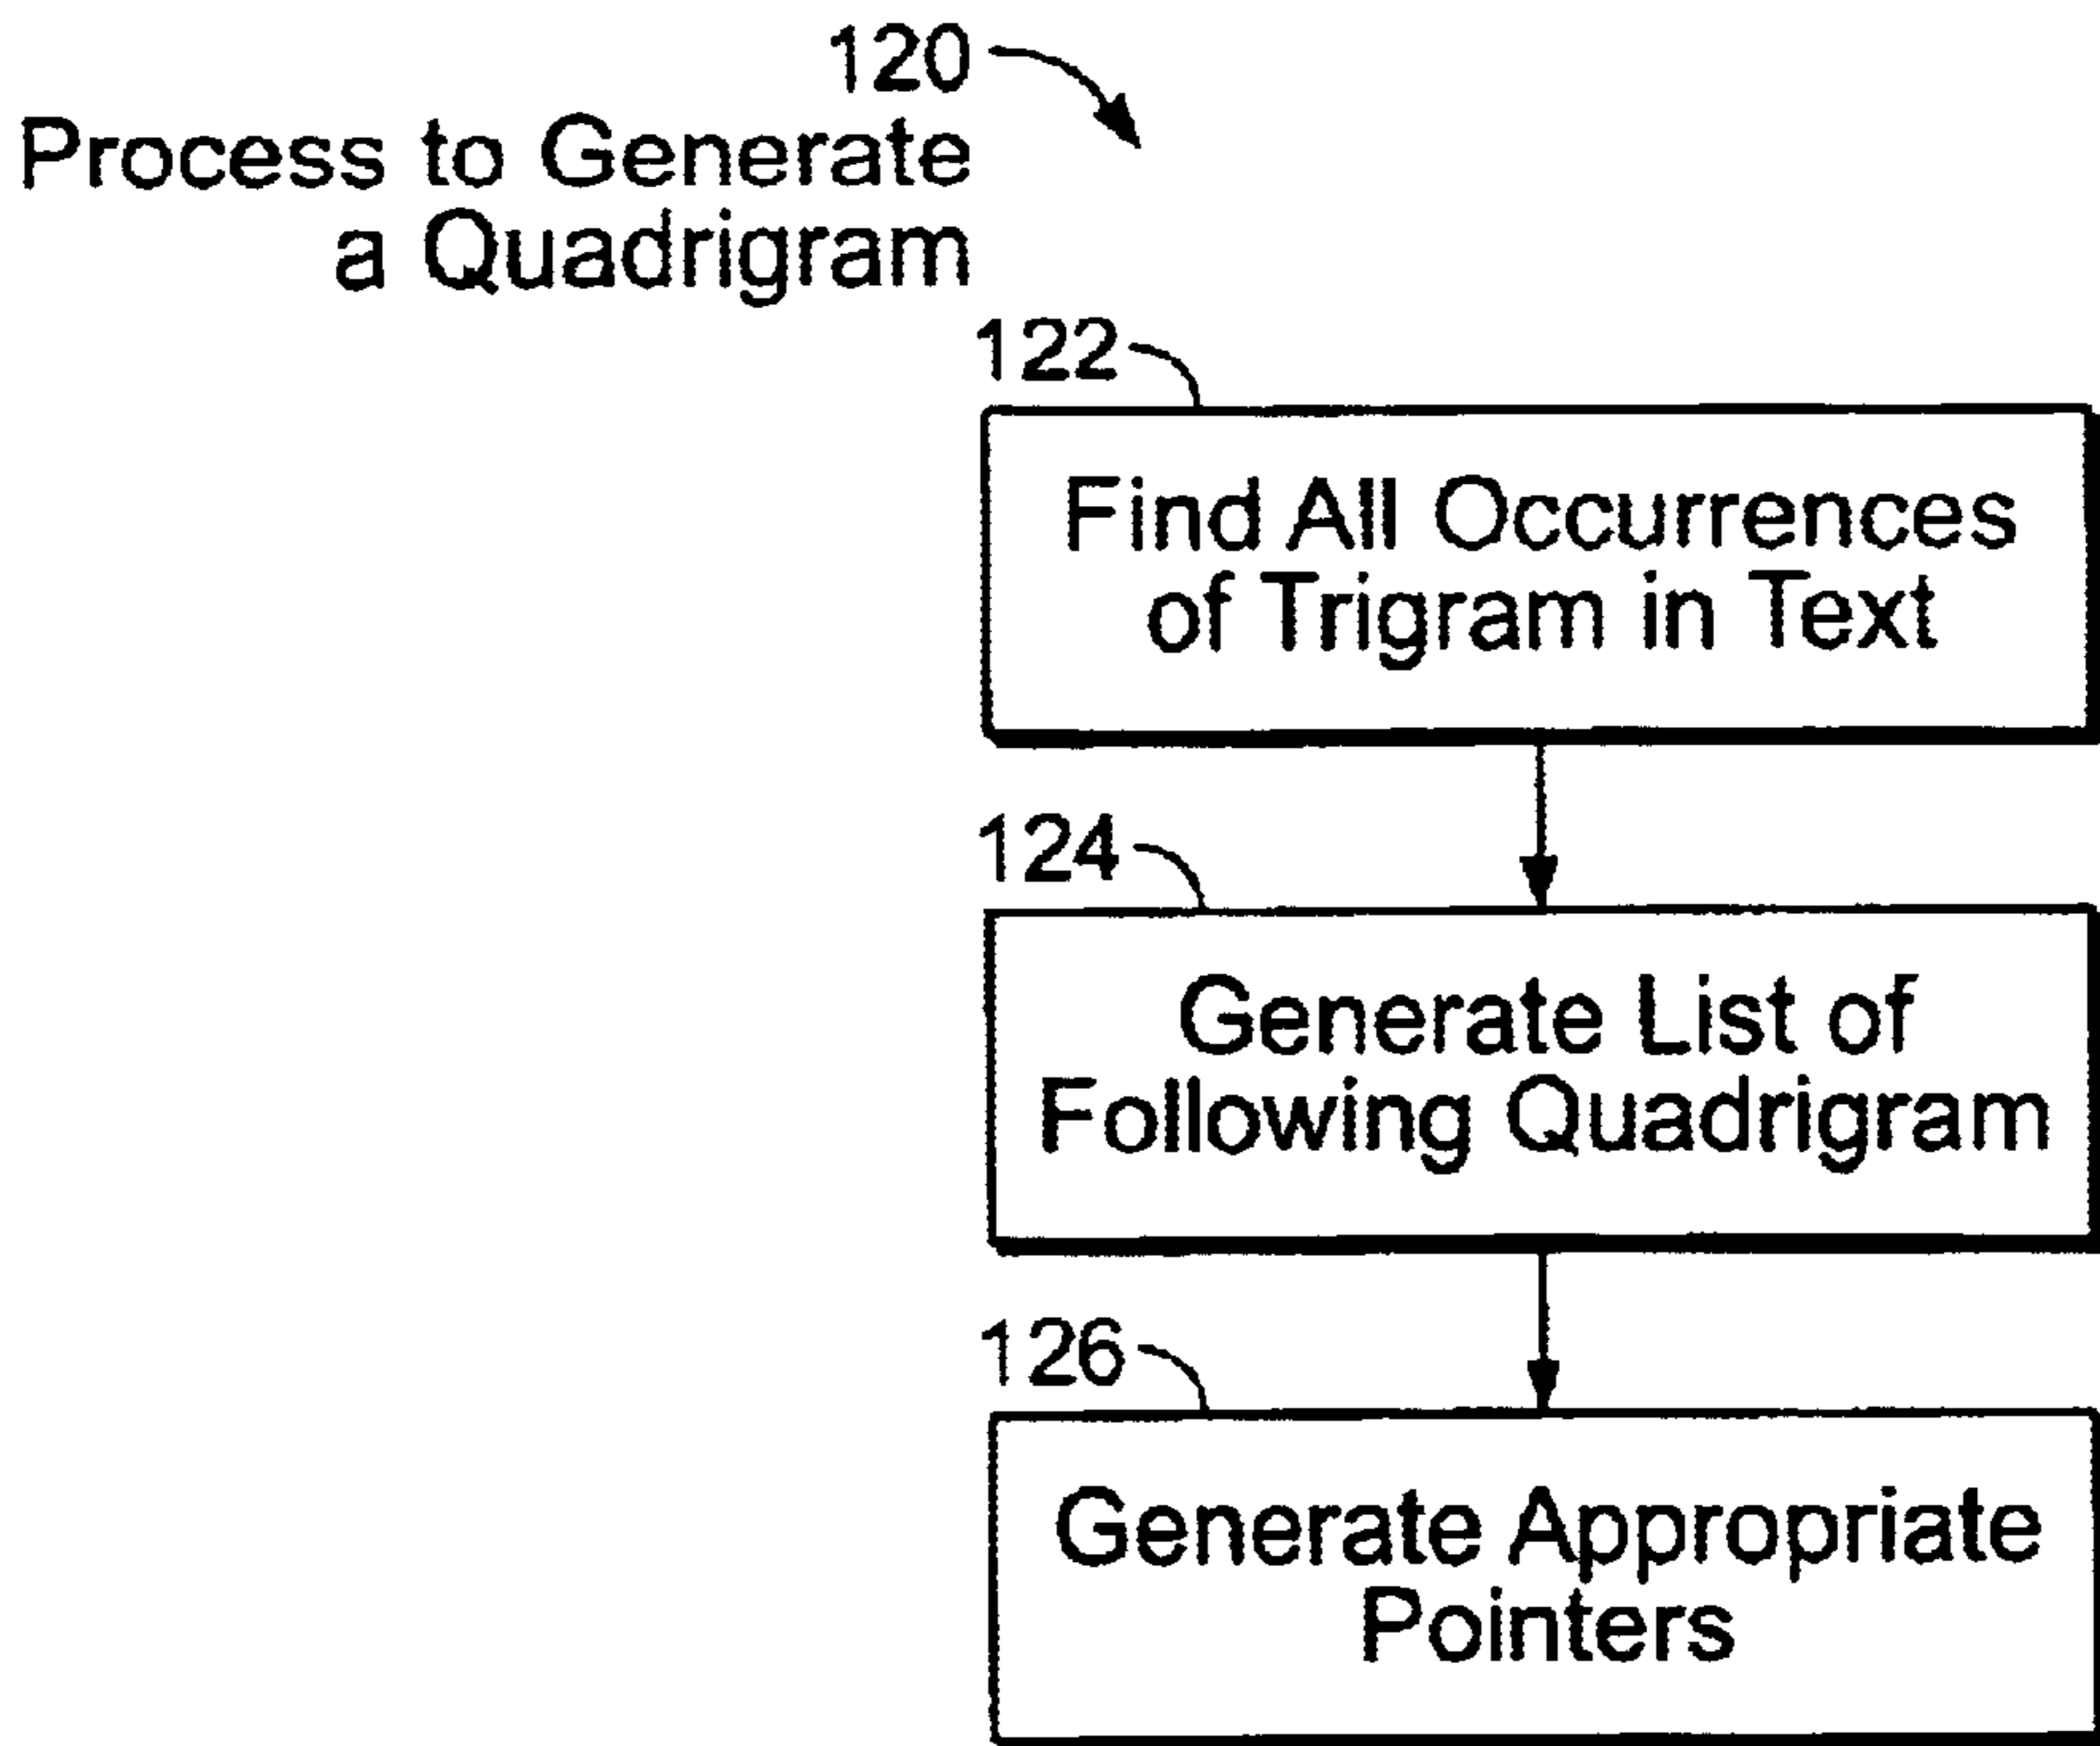 120
Process to Generate
a Quadrigram
122
Find All Occurrences
of Trigram in Text
124
Generate List of
Following Quadrigram
126
Generate Appropriate
Pointers